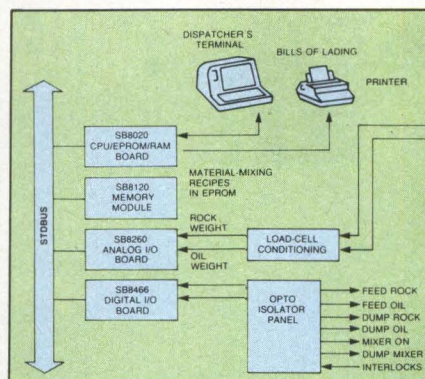 DISPATCHER'S
TERMINAL
BILLS OF LADING
PRINTER
SB8020
CPU/EPROM/RAM
BOARD
SB8120
MEMORY
MODULE
MATERIAL-MIXING
RECIPES
IN EPROM
STDBUS
ROCK
WEIGHT
SB8260
ANALOG I/O
BOARD
OIL
WEIGHT
LOAD-CELL
CONDITIONING
SB8466
DIGITAL I/O
BOARD
OPTO
ISOLATOR
PANEL
FEED ROCK
FEED OIL
DUMP ROCK
DUMP OIL
MIXER ON
DUMP MIXER
INTERLOCKS